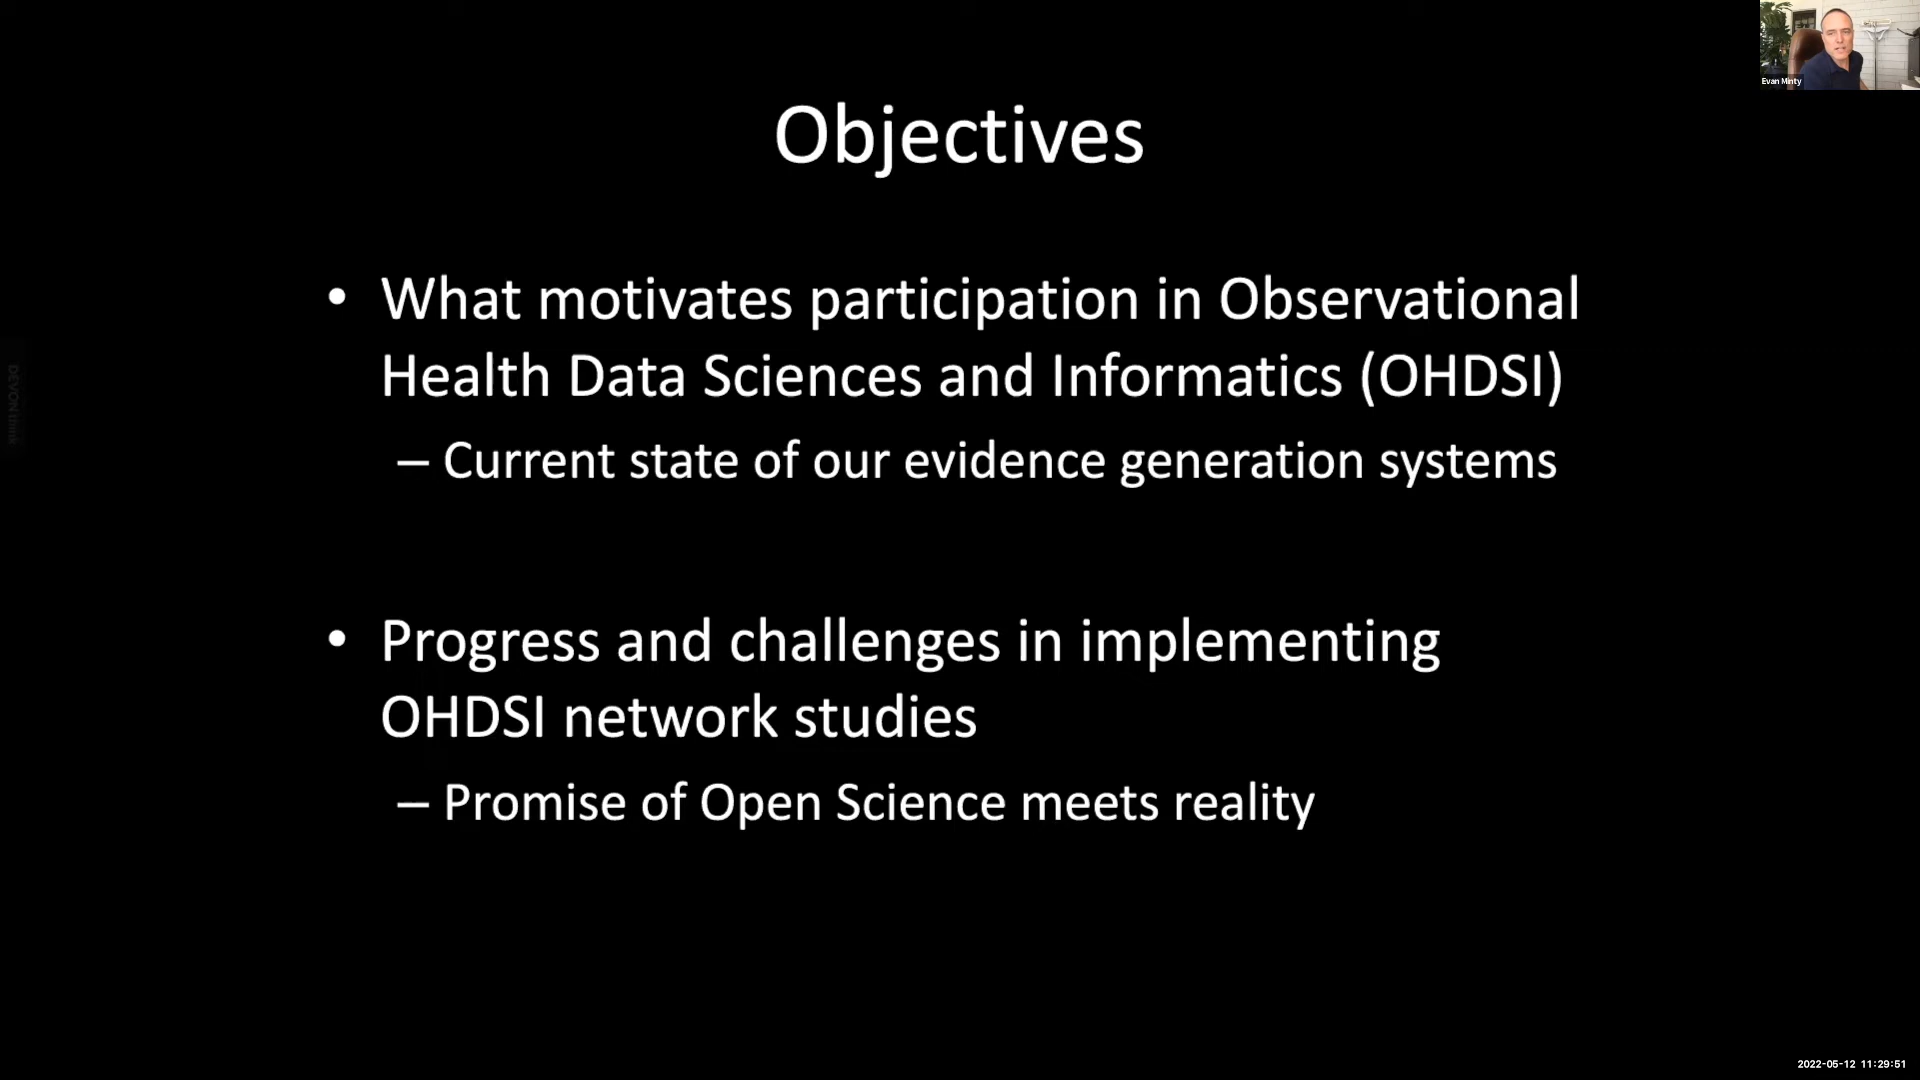 Evan Minty
Objectives
• What motivates participation in Observational
Health Data Sciences and Informatics (OHDSI)
– Current state of our evidence generation systems
• Progress and challenges in implementing
OHDSI network studies
– Promise of Open Science meets reality
DEVONthink
2022-05-12 11:29:51